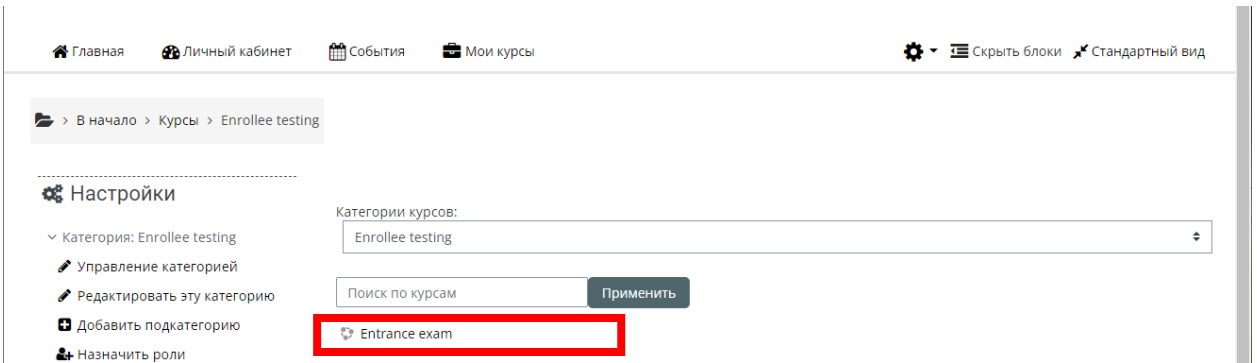 Главная Личный кабинет События Мои курсы Скрыть блоки Стандартный вид
> В начало > Курсы > Enrollee testing
Настройки
Категория: Enrollee testing
Управление категорией
Редактировать эту категорию
Добавить подкатегорию
Назначить роли
Категории курсов:
Enrollee testing
Поиск по курсам Применить
Entrance exam